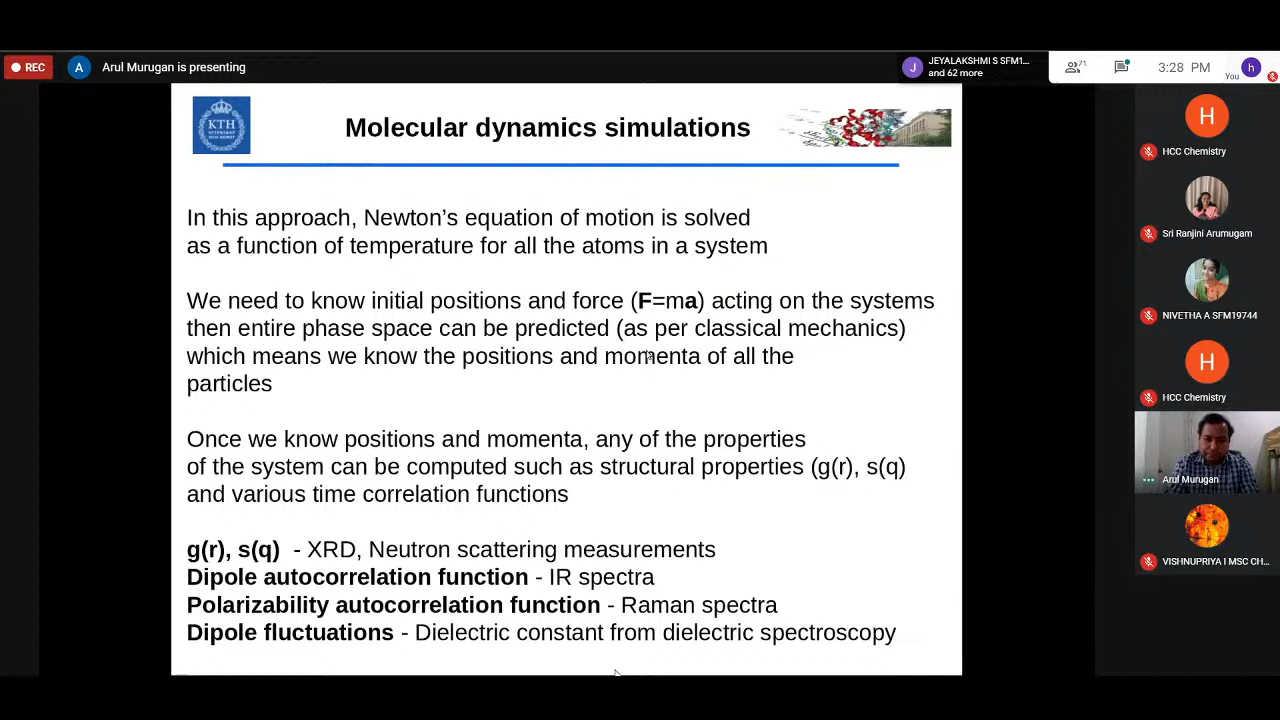 REC
A
Arul Murugan is presenting
J
JEYALAKSHMI S SFM1...
and 62 more
71
3:28 PM
You
h
KTH
VETENSKAP
OCH KONST
Molecular dynamics simulations
In this approach, Newton's equation of motion is solved
as a function of temperature for all the atoms in a system
We need to know initial positions and force (F=ma) acting on the systems
then entire phase space can be predicted (as per classical mechanics)
which means we know the positions and momenta of all the
particles
Once we know positions and momenta, any of the properties
of the system can be computed such as structural properties (g(r), s(q)
and various time correlation functions
g(r), s(q) - XRD, Neutron scattering measurements
Dipole autocorrelation function - IR spectra
Polarizability autocorrelation function - Raman spectra
Dipole fluctuations - Dielectric constant from dielectric spectroscopy
H
HCC Chemistry
Sri Ranjini Arumugam
NIVETHA A SFM19744
H
HCC Chemistry
Arul Murugan
VISHNUPRIYA I MSC CH...